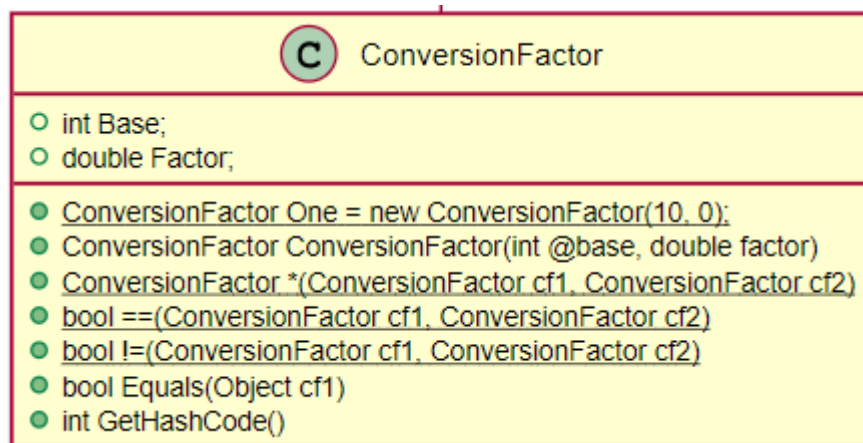 C ConversionFactor
int Base;
double Factor;
ConversionFactor One = new ConversionFactor(10, 0);
ConversionFactor ConversionFactor(int @base, double factor)
ConversionFactor *(ConversionFactor cf1, ConversionFactor cf2)
bool ==(ConversionFactor cf1, ConversionFactor cf2)
bool !=(ConversionFactor cf1, ConversionFactor cf2)
bool Equals(Object cf1)
int GetHashCode()